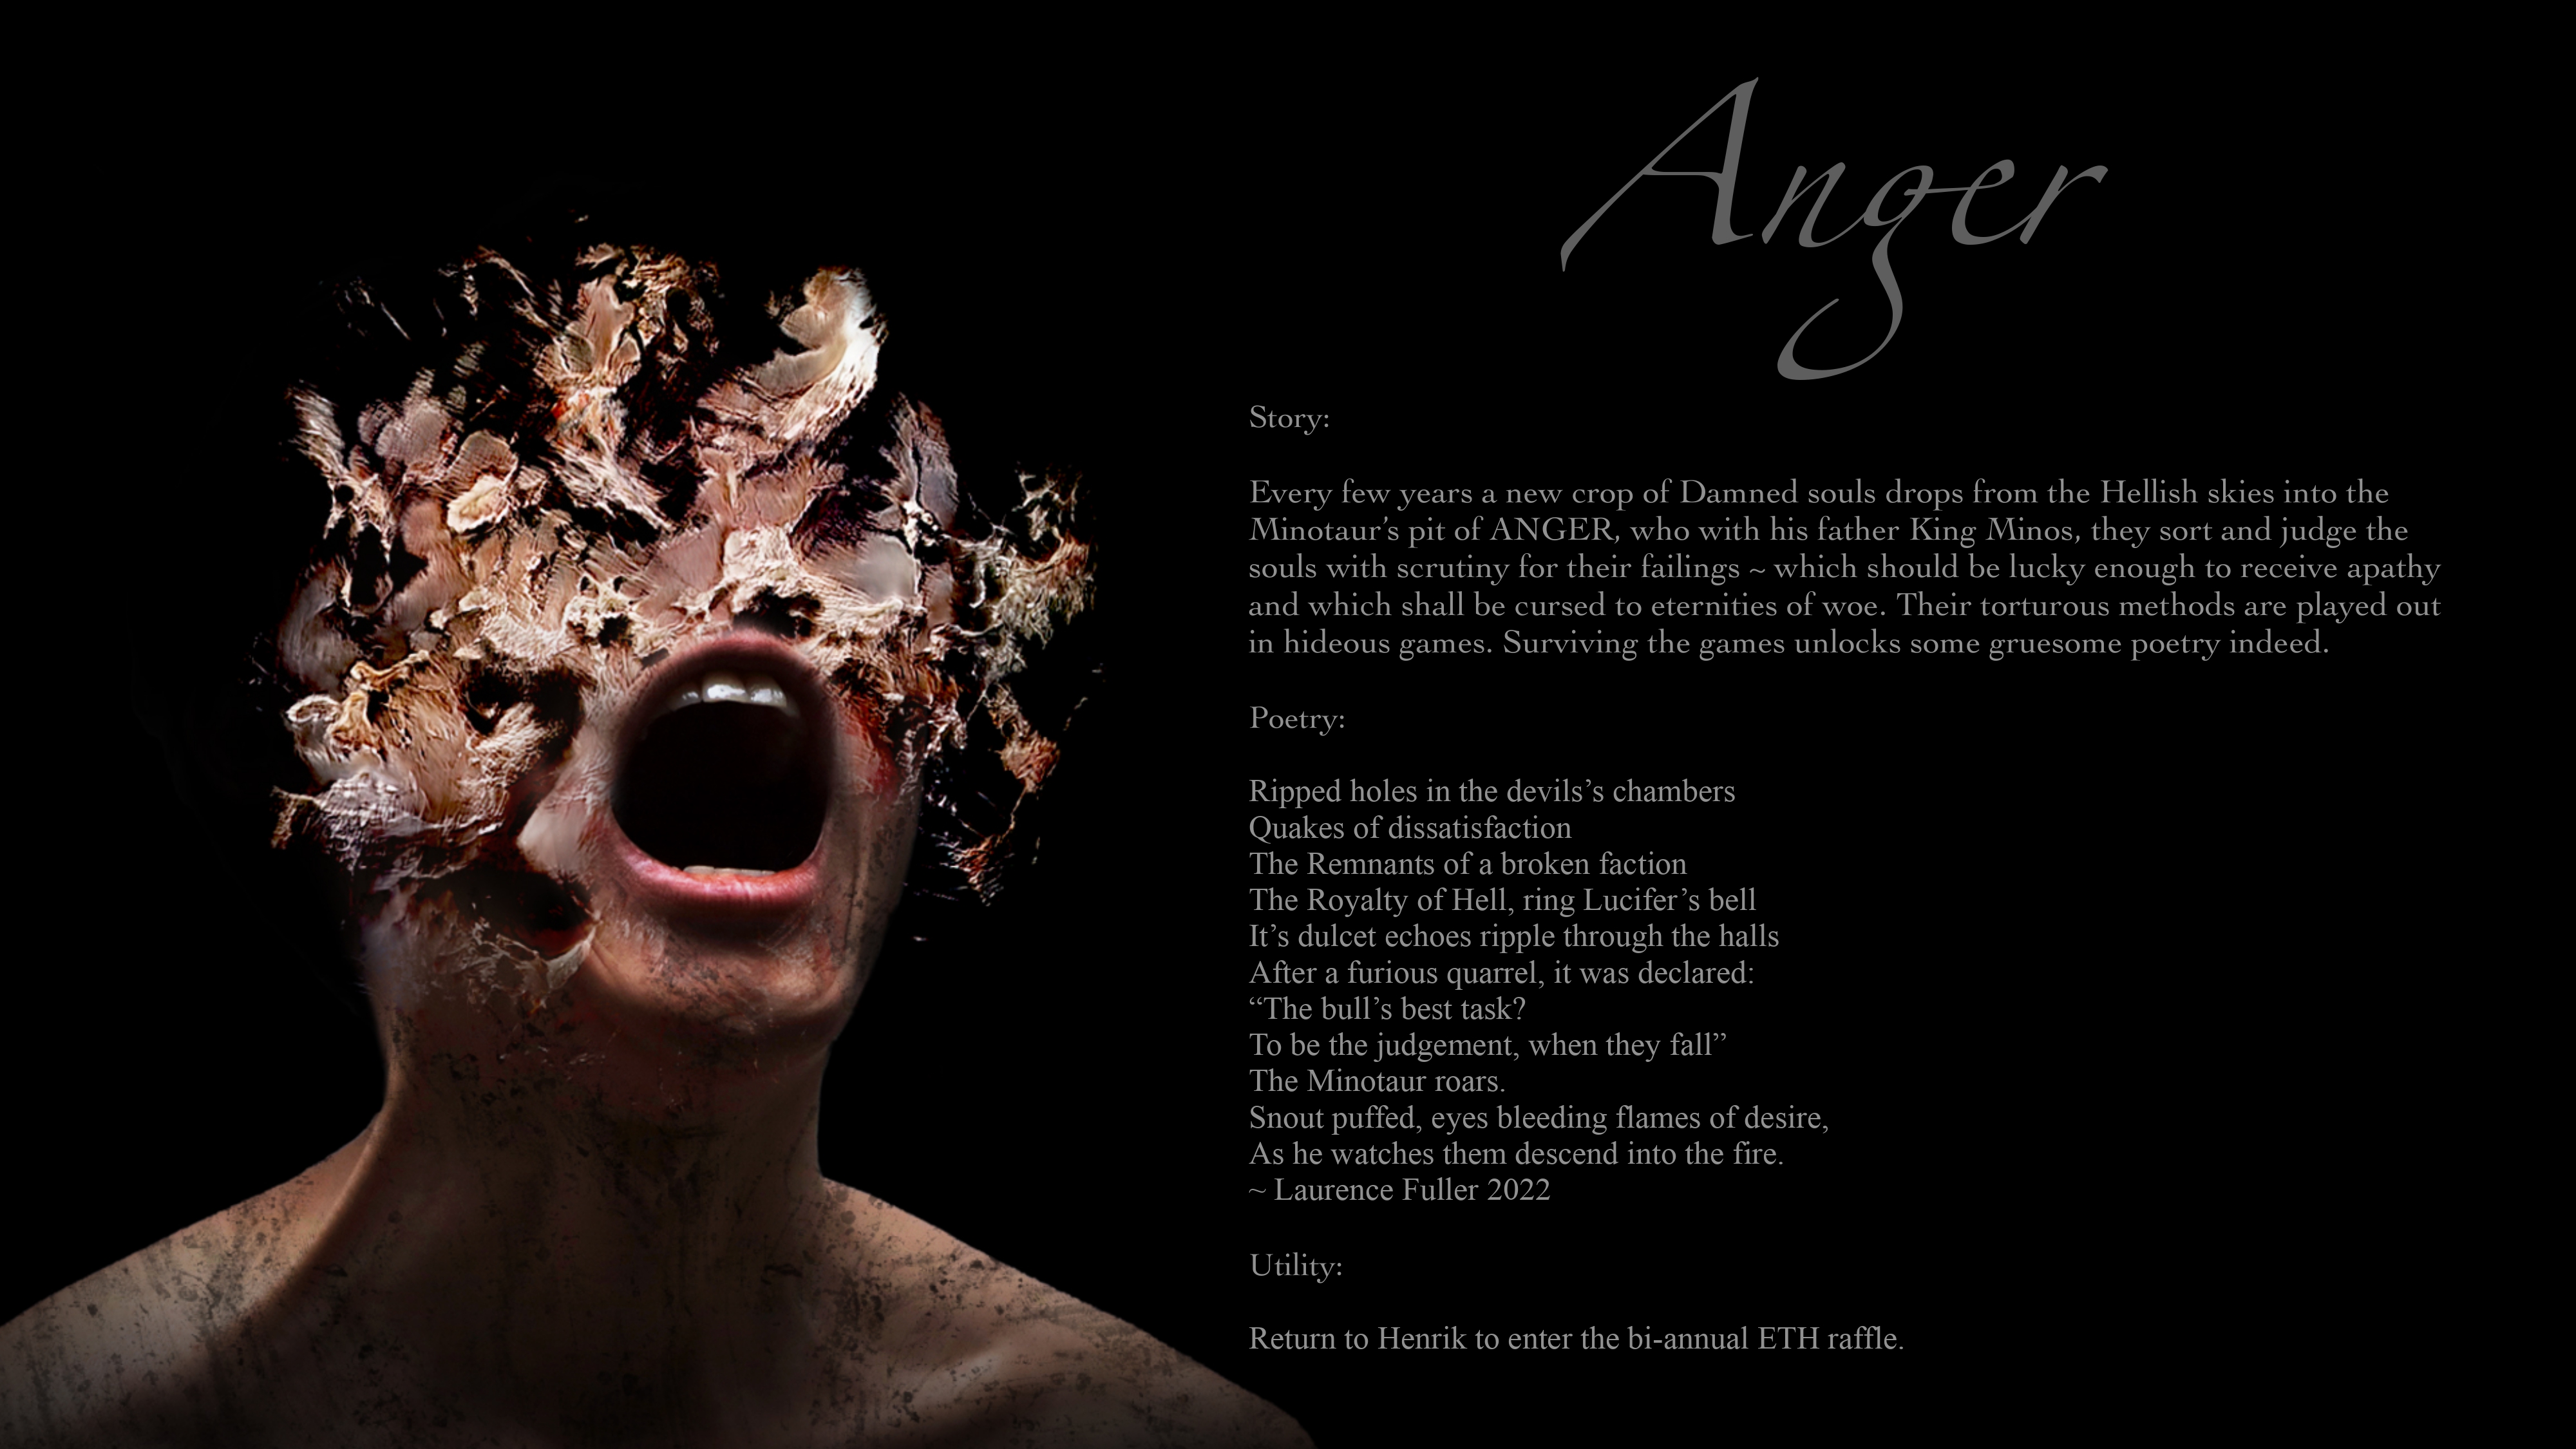 Anger
Story:
Every few years a new crop of Damned souls drops from the Hellish skies into the
Minotaur’s pit of ANGER, who with his father King Minos, they sort and judge the
souls with scrutiny for their failings ~ which should be lucky enough to receive apathy
and which shall be cursed to eternities of woe. Their torturous methods are played out
in hideous games. Surviving the games unlocks some gruesome poetry indeed.
Poetry:
Ripped holes in the devils’s chambers
Quakes of dissatisfaction
The Remnants of a broken faction
The Royalty of Hell, ring Lucifer’s bell
It’s dulcet echoes ripple through the halls
After a furious quarrel, it was declared:
“The bull’s best task?
To be the judgement, when they fall”
The Minotaur roars.
Snout puffed, eyes bleeding flames of desire,
As he watches them descend into the fire.
~ Laurence Fuller 2022
Utility:
Return to Henrik to enter the bi-annual ETH raffle.